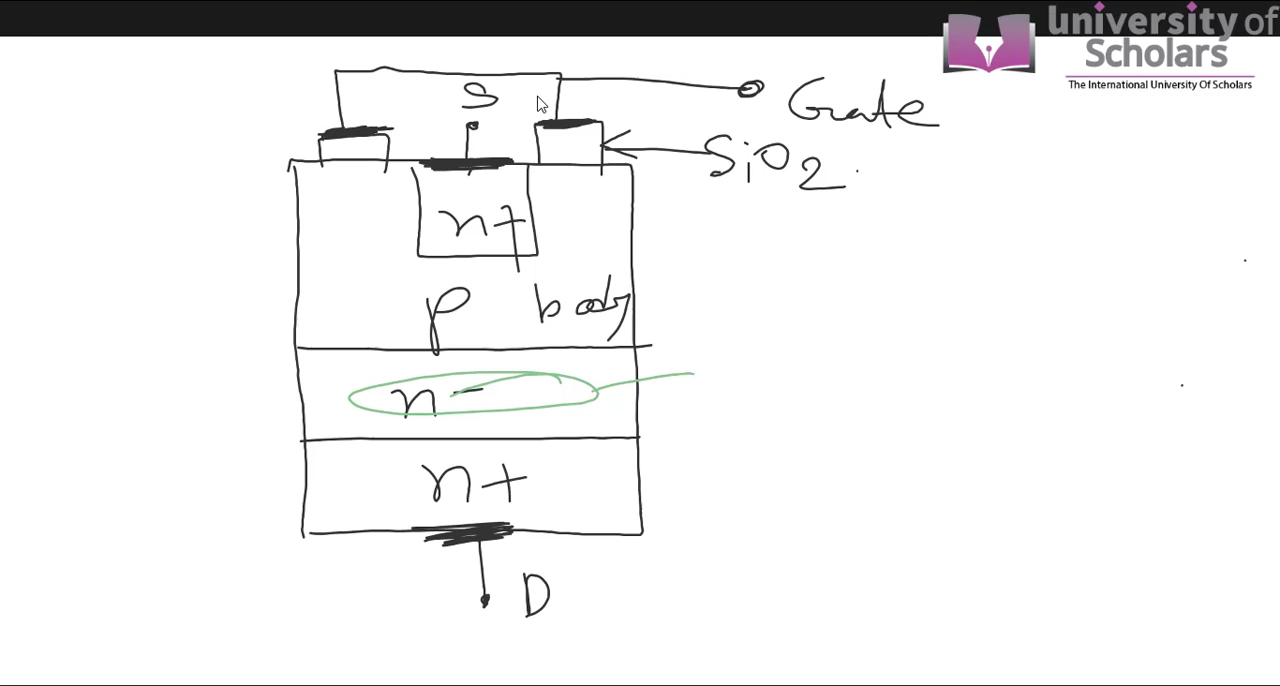 University of
Scholars
The International University Of Scholars
S
Gate
SiO2
n+
p body
n-
n+
D